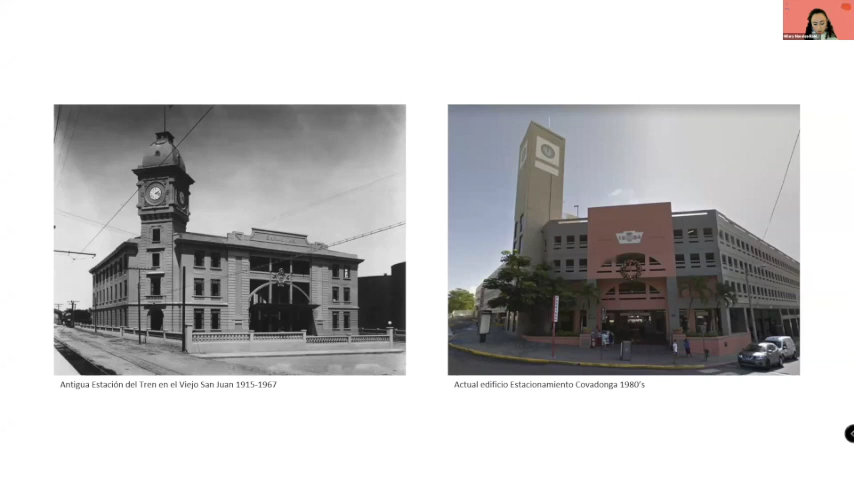 Antigua Estación del Tren en el Viejo San Juan 1915-1967
Actual edificio Estacionamiento Covadonga 1980's